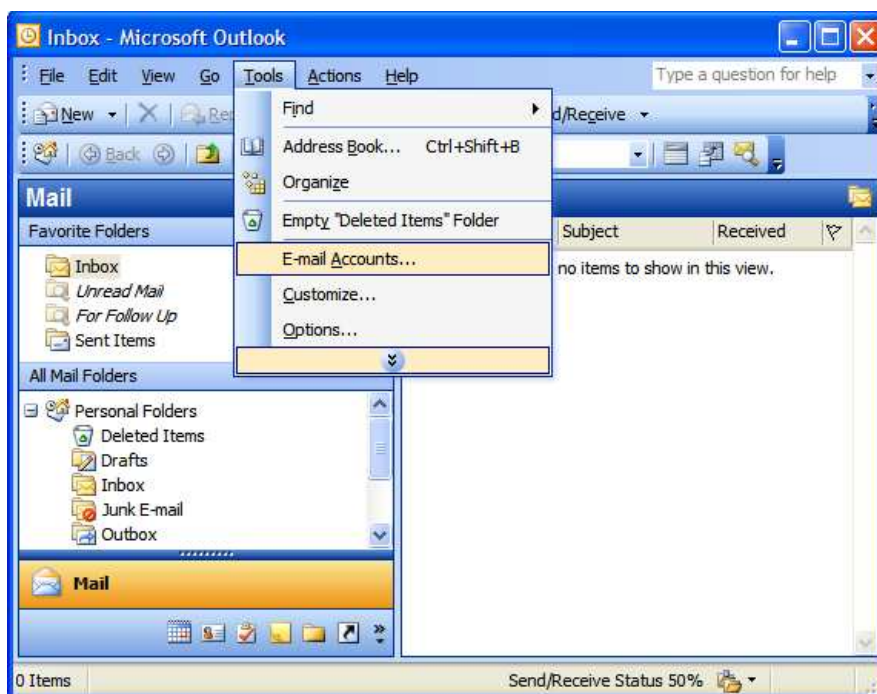 Inbox - Microsoft Outlook
File Edit View Go Tools Actions Help Type a question for help
New d/Receive
Back
Find
Address Book... Ctrl+Shift+B
Organize
Empty "Deleted Items" Folder
E-mail Accounts...
Customize...
Options...
Mail
Favorite Folders
Inbox
Unread Mail
For Follow Up
Sent Items
All Mail Folders
Personal Folders
Deleted Items
Drafts
Inbox
Junk E-mail
Outbox
Mail
Subject Received
no items to show in this view.
0 Items Send/Receive Status 50%